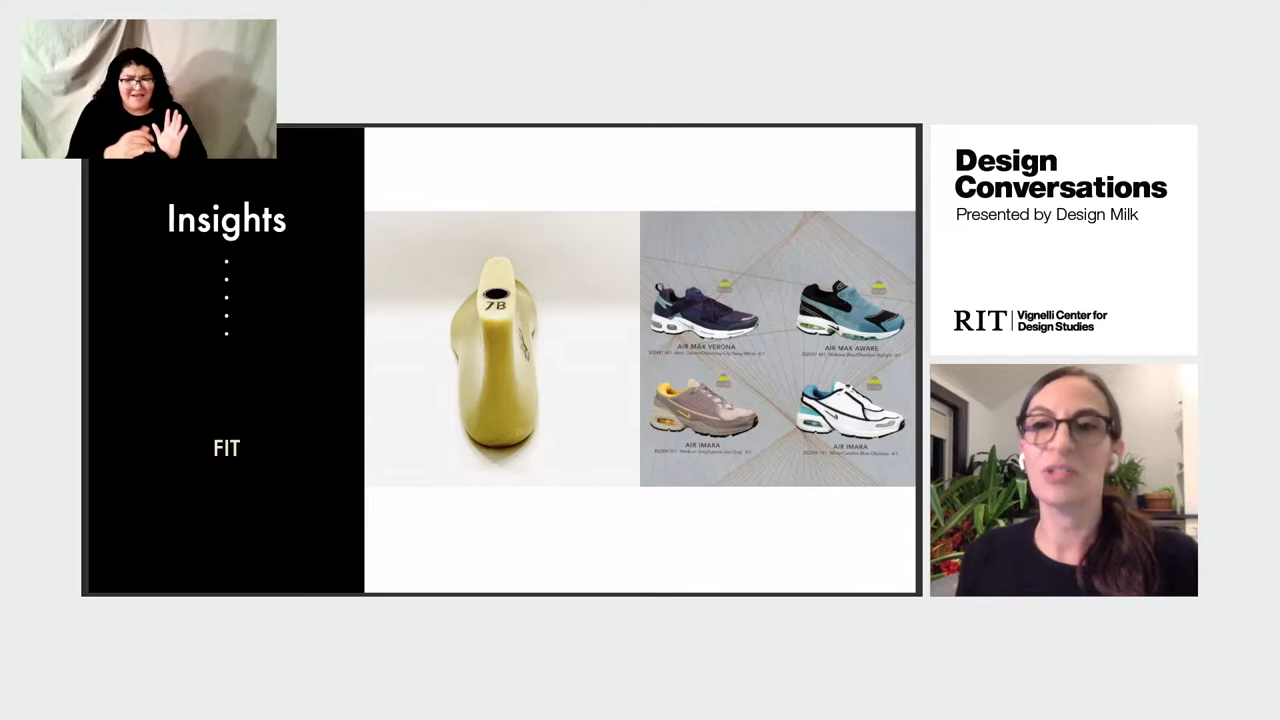 Insights
FIT
7B
AIR MAX VERONA
AIR MAX AWARE
AIR IMARA
AIR IMARA
Design
Conversations
Presented by Design Milk
RIT
Vignelli Center for
Design Studies